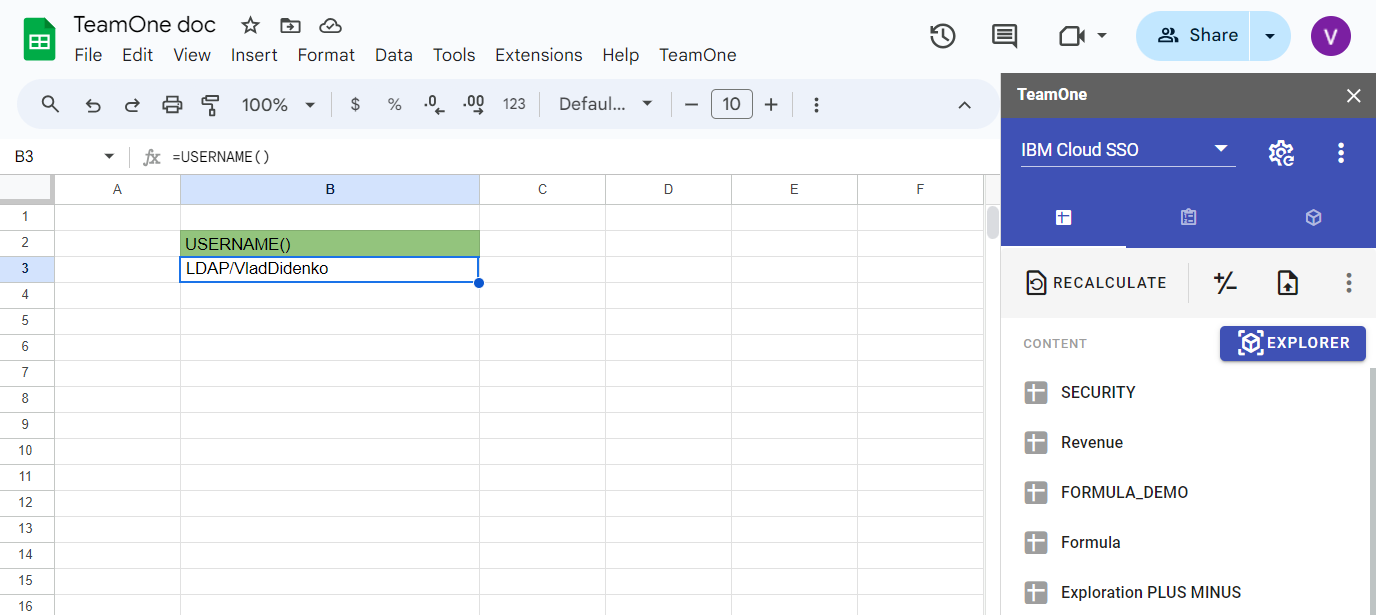 TeamOne doc
File Edit View Insert Format Data Tools Extensions Help TeamOne
Share
V
100% $ % .0 .00 123 Defaul... 10
B3 fx =USERNAME()
A B C D E F
1
2 USERNAME()
3 LDAP/VladDidenko
4
5
6
7
8
9
10
11
12
13
14
15
16
TeamOne
IBM Cloud SSO
RECALCULATE
CONTENT EXPLORER
SECURITY
Revenue
FORMULA_DEMO
Formula
Exploration PLUS MINUS